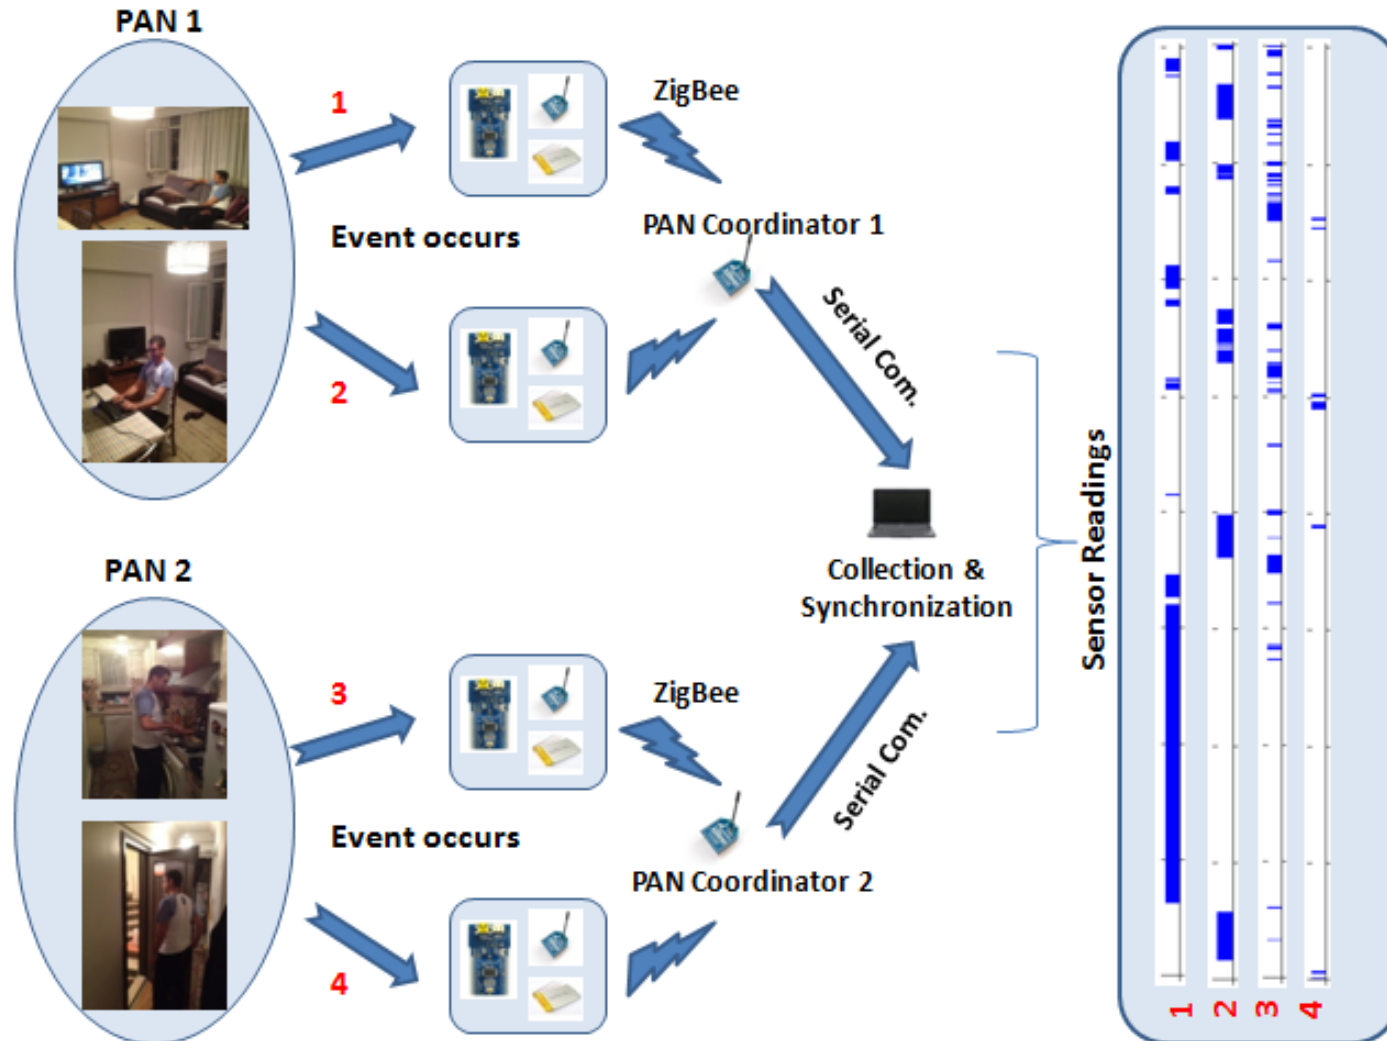 PAN 1
1
ZigBee
Event occurs
PAN Coordinator 1
2
Serial Com.
Collection &
Synchronization
PAN 2
3
ZigBee
Serial Com.
Event occurs
PAN Coordinator 2
4
Sensor Readings
1
2
3
4